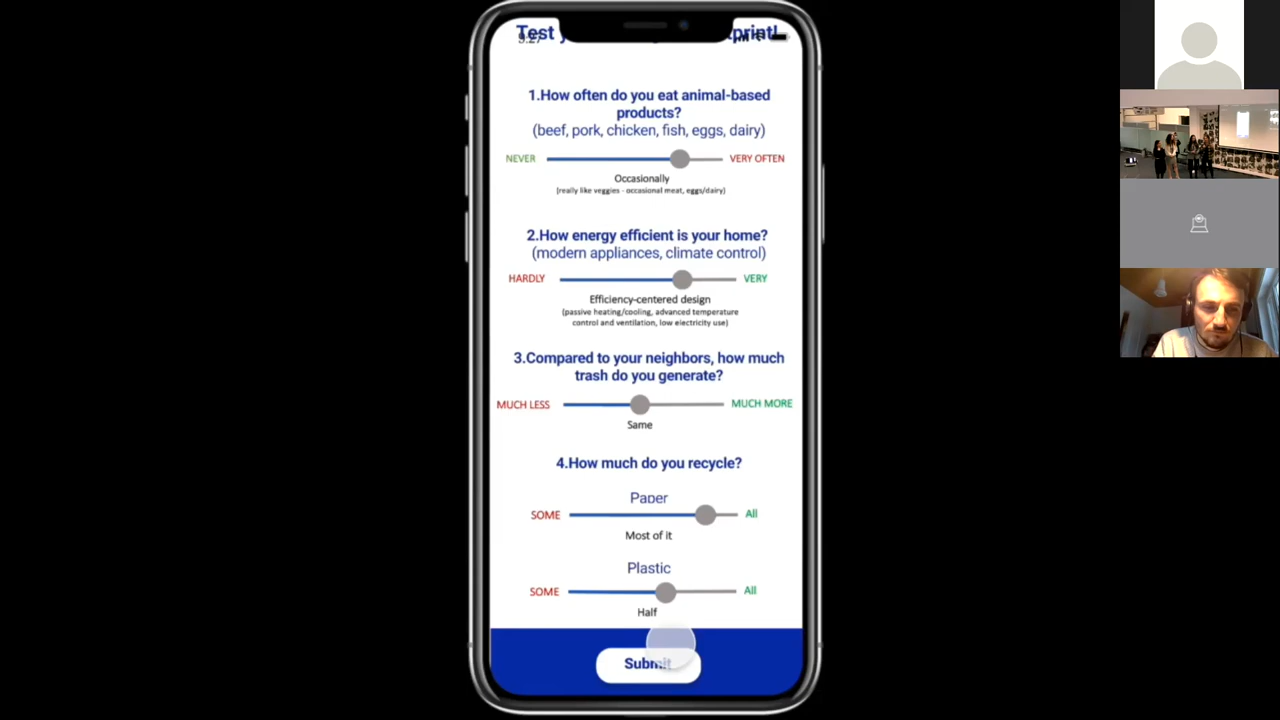 Test y print!
9:27
1.How often do you eat animal-based
products?
(beef, pork, chicken, fish, eggs, dairy)
NEVER VERY OFTEN
Occasionally
(really like veggies - occasional meat, eggs/dairy)
2.How energy efficient is your home?
(modern appliances, climate control)
HARDLY VERY
Efficiency-centered design
(passive heating/cooling, advanced temperature
control and ventilation, low electricity use)
3.Compared to your neighbors, how much
trash do you generate?
MUCH LESS MUCH MORE
Same
4.How much do you recycle?
Paper
SOME All
Most of it
Plastic
SOME All
Half
Submit